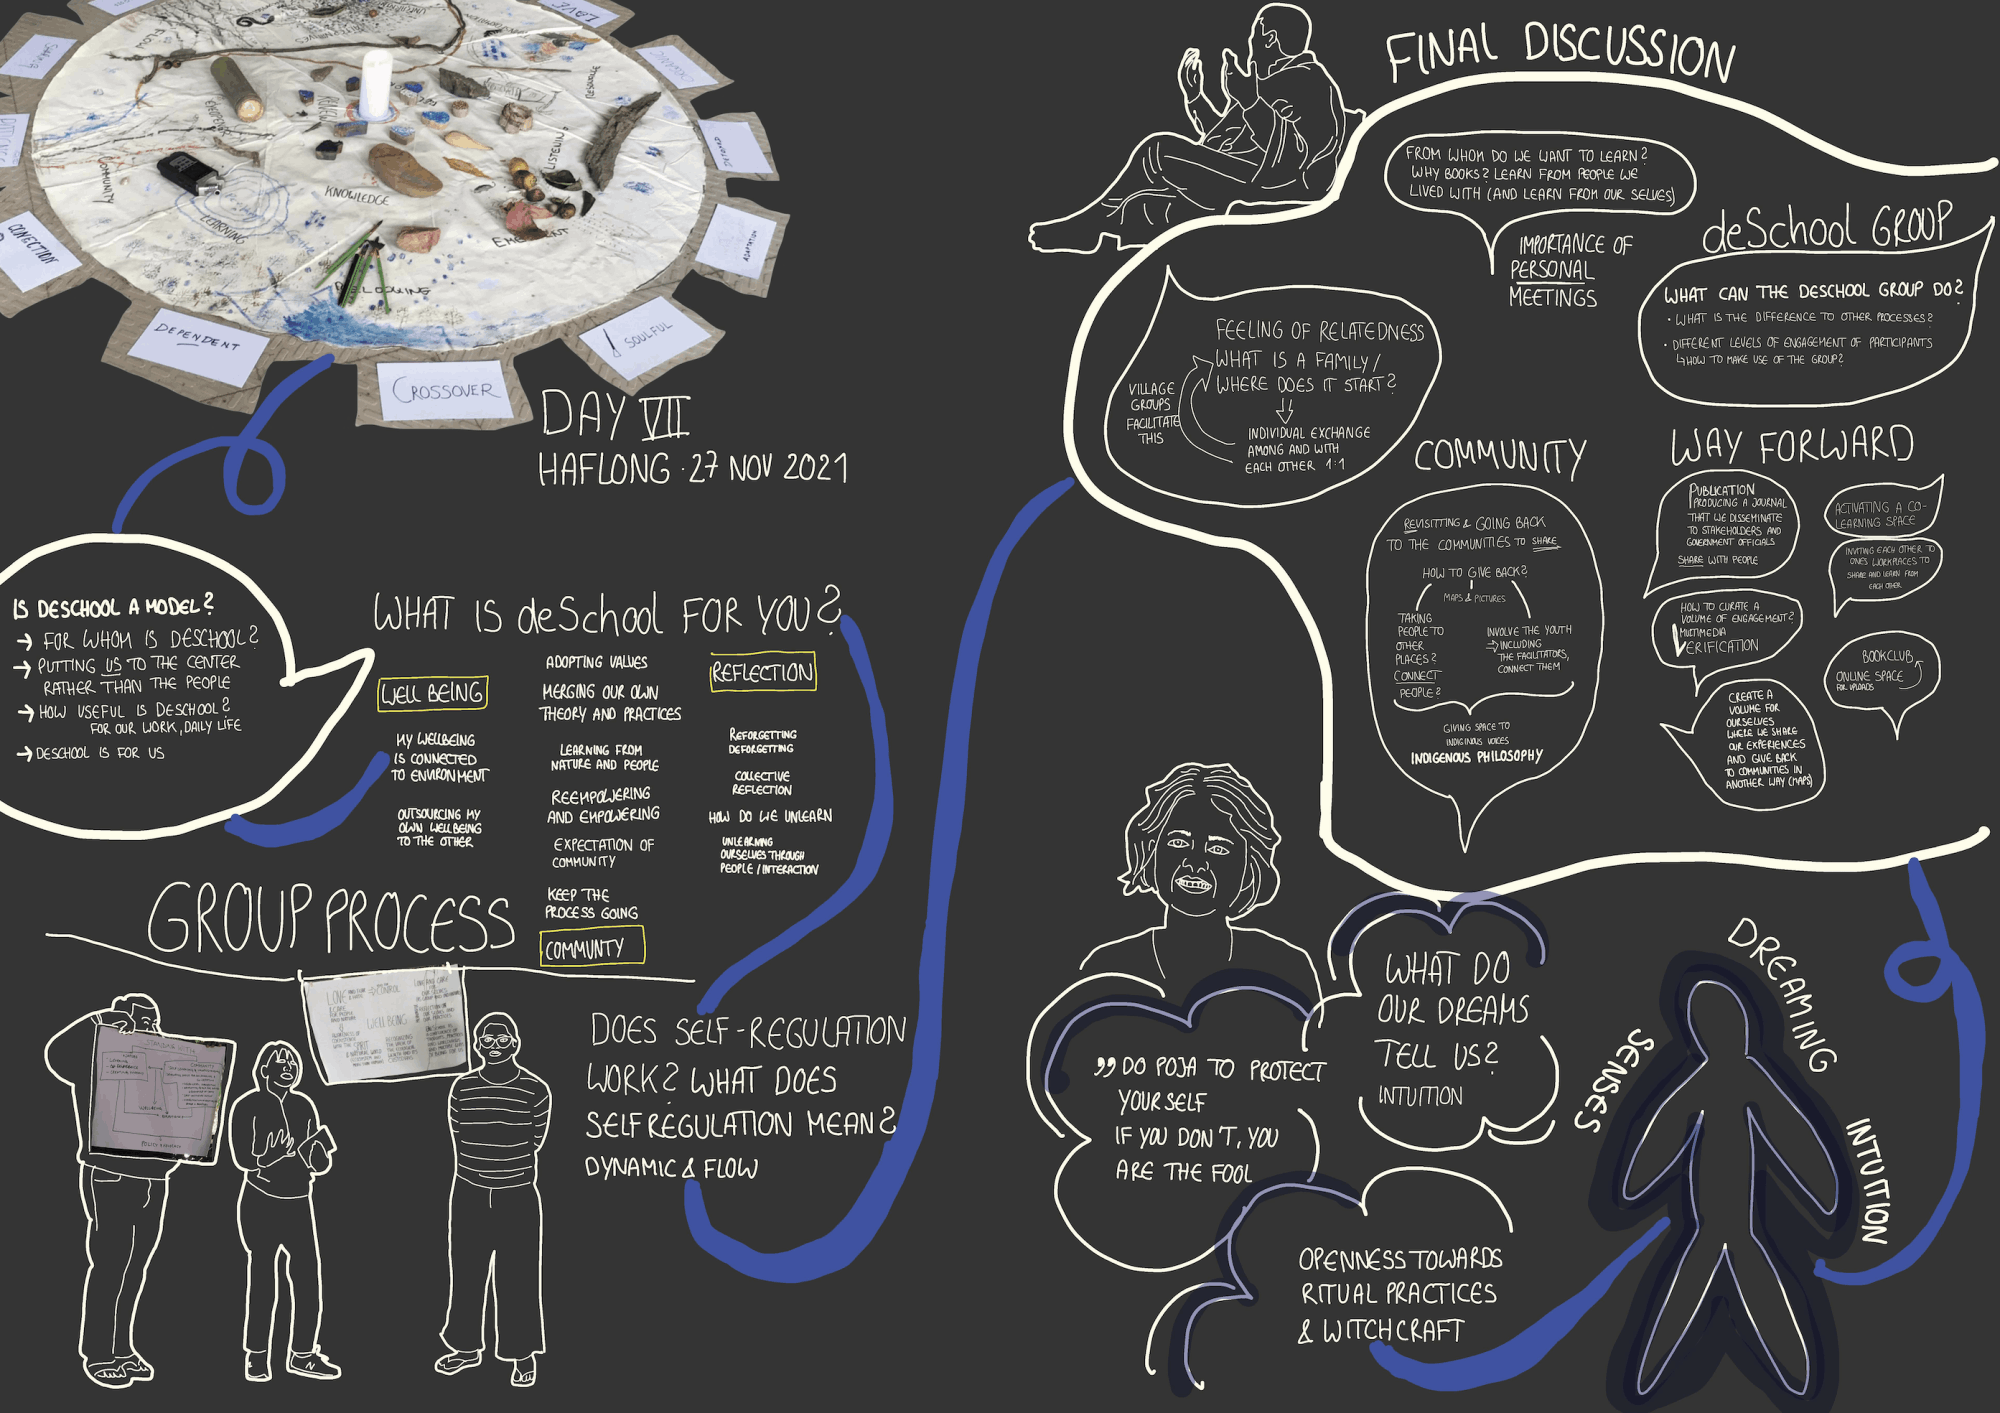 LOVE
FLOW
COMMUNITY
KNOWLEDGE
LEARNING
LISTENING
CONECTION
ADAPTATION
DEPENDENT
SOULFUL
CROSSOVER
DAY VII
HAFLONG · 27 NOV 2021
IS DESCHOOL A MODEL?
→ FOR WHOM IS DESCHOOL?
→ PUTTING US TO THE CENTER
RATHER THAN THE PEOPLE
→ HOW USEFUL IS DESCHOOL?
FOR OUR WORK, DAILY LIFE
→ DESCHOOL IS FOR US
WHAT IS deSchool FOR YOU?
WELL BEING
MY WELLBEING
IS CONNECTED
TO ENVIRONMENT
OUTSOURCING MY
OWN WELLBEING
TO THE OTHER
ADOPTING VALUES
MERGING OUR OWN
THEORY AND PRACTICES
LEARNING FROM
NATURE AND PEOPLE
REEMPOWERING
AND EMPOWERING
EXPECTATION OF
COMMUNITY
KEEP THE
PROCESS GOING
COMMUNTY
REFLECTION
REFORGETTING
DEFORGETTING
COLLECTIVE
REFLECTION
HOW DO WE UNLEARN
UNLEARNING
OURSELVES THROUGH
PEOPLE / INTERACTION
GROUP PROCESS
LOVE
CONTROL
WELL BEING
DOES SELF-REGULATION
WORK? WHAT DOES
SELFREGULATION MEAN?
DYNAMIC & FLOW
FINAL DISCUSSION
FROM WHOM DO WE WANT TO LEARN?
WHY BOOKS? LEARN FROM PEOPLE WE
LIVED WITH (AND LEARN FROM OUR SELVES)
IMPORTANCE OF
PERSONAL
MEETINGS
deSchool GROUP
WHAT CAN THE DESCHOOL GROUP DO?
· WHAT IS THE DIFFERENCE TO OTHER PROCESSES?
· DIFFERENT LEVELS OF ENGAGEMENT OF PARTICIPANTS
↳ HOW TO MAKE USE OF THE GROUP?
FEELING OF RELATEDNESS
WHAT IS A FAMILY /
WHERE DOES IT START?
VILLAGE
GROUPS
FACILITATE
THIS
INDIVIDUAL EXCHANGE
AMONG AND WITH
EACH OTHER 1:1
COMMUNITY
REVISITTING & GOING BACK
TO THE COMMUNITIES TO SHARE
HOW TO GIVE BACK?
MAPS & PICTURES
TAKING
PEOPLE TO
OTHER
PLACES?
CONNECT
PEOPLE?
INVOLVE THE YOUTH
→ INCLUDING
THE FACILITATORS,
CONNECT THEM
GIVING SPACE TO
INDIGINOUS VOICES
INDIGENOUS PHILOSOPHY
WAY FORWARD
PUBLICATION
PRODUCING A JOURNAL
THAT WE DISSEMINATE
TO STAKEHOLDERS AND
GOVERNMENT OFFICIALS
SHARE WITH PEOPLE
ACTIVATING A CO-
LEARNING SPACE
INVITING EACH OTHER TO
ONES WORKPLACES TO
SHARE AND LEARN FROM
EACH OTHER
HOW TO CURATE A
VOLUME OF ENGAGEMENT?
MULTIMEDIA
VERIFICATION
BOOKCLUB
ONLINE SPACE
FOR UPLOADS
CREATE A
VOLUME FOR
OURSELVES
WHERE WE SHARE
OUR EXPERIENCES
AND GIVE BACK
TO COMMUNITIES IN
ANOTHER WAY (MAPS)
WHAT DO
OUR DREAMS
TELL US?
INTUITION
„ DO POJA TO PROTECT
YOURSELF
IF YOU DON'T, YOU
ARE THE FOOL
OPENNESS TOWARDS
RITUAL PRACTICES
& WITCHCRAFT
SENSES
DREAMING
INTUITION